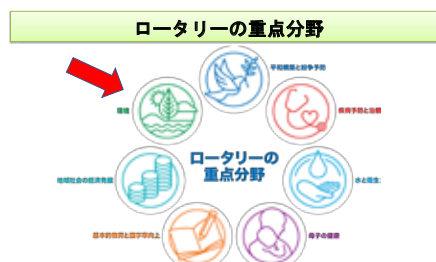 ロータリーの重点分野
平和構築と紛争予防
環境
疾病予防と治療
ロータリーの
重点分野
地域社会の経済発展
水と衛生
基本的教育と識字率向上
母子の健康